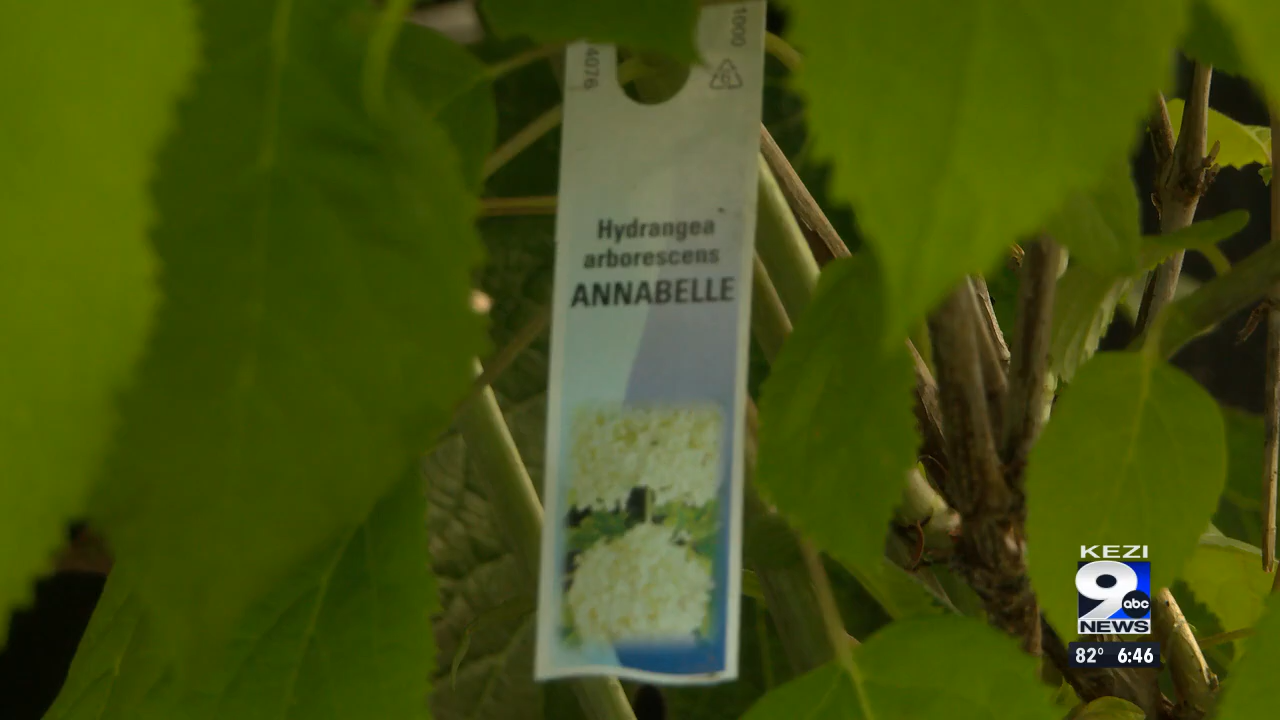 1000
4076
Hydrangea
arborescens
ANNABELLE
KEZI
9
abc
NEWS
82° 6:46